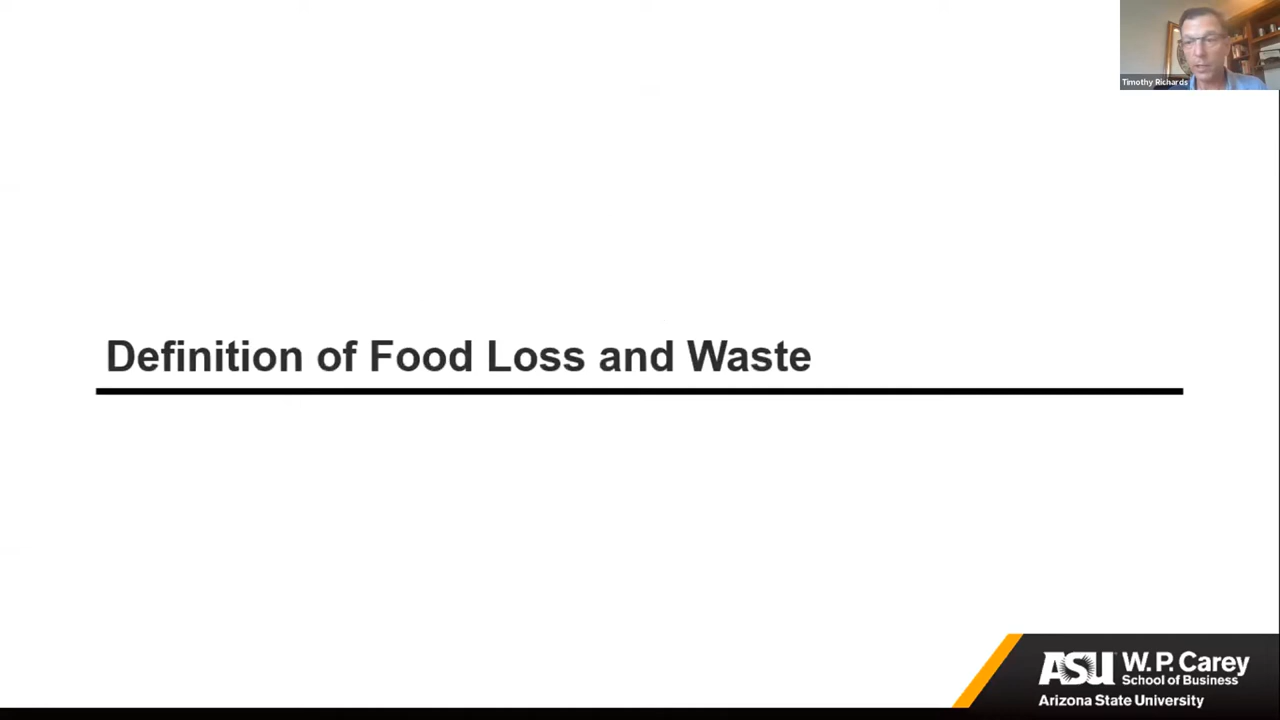 Timothy Richards
Definition of Food Loss and Waste
ASU W. P. Carey
School of Business
Arizona State University